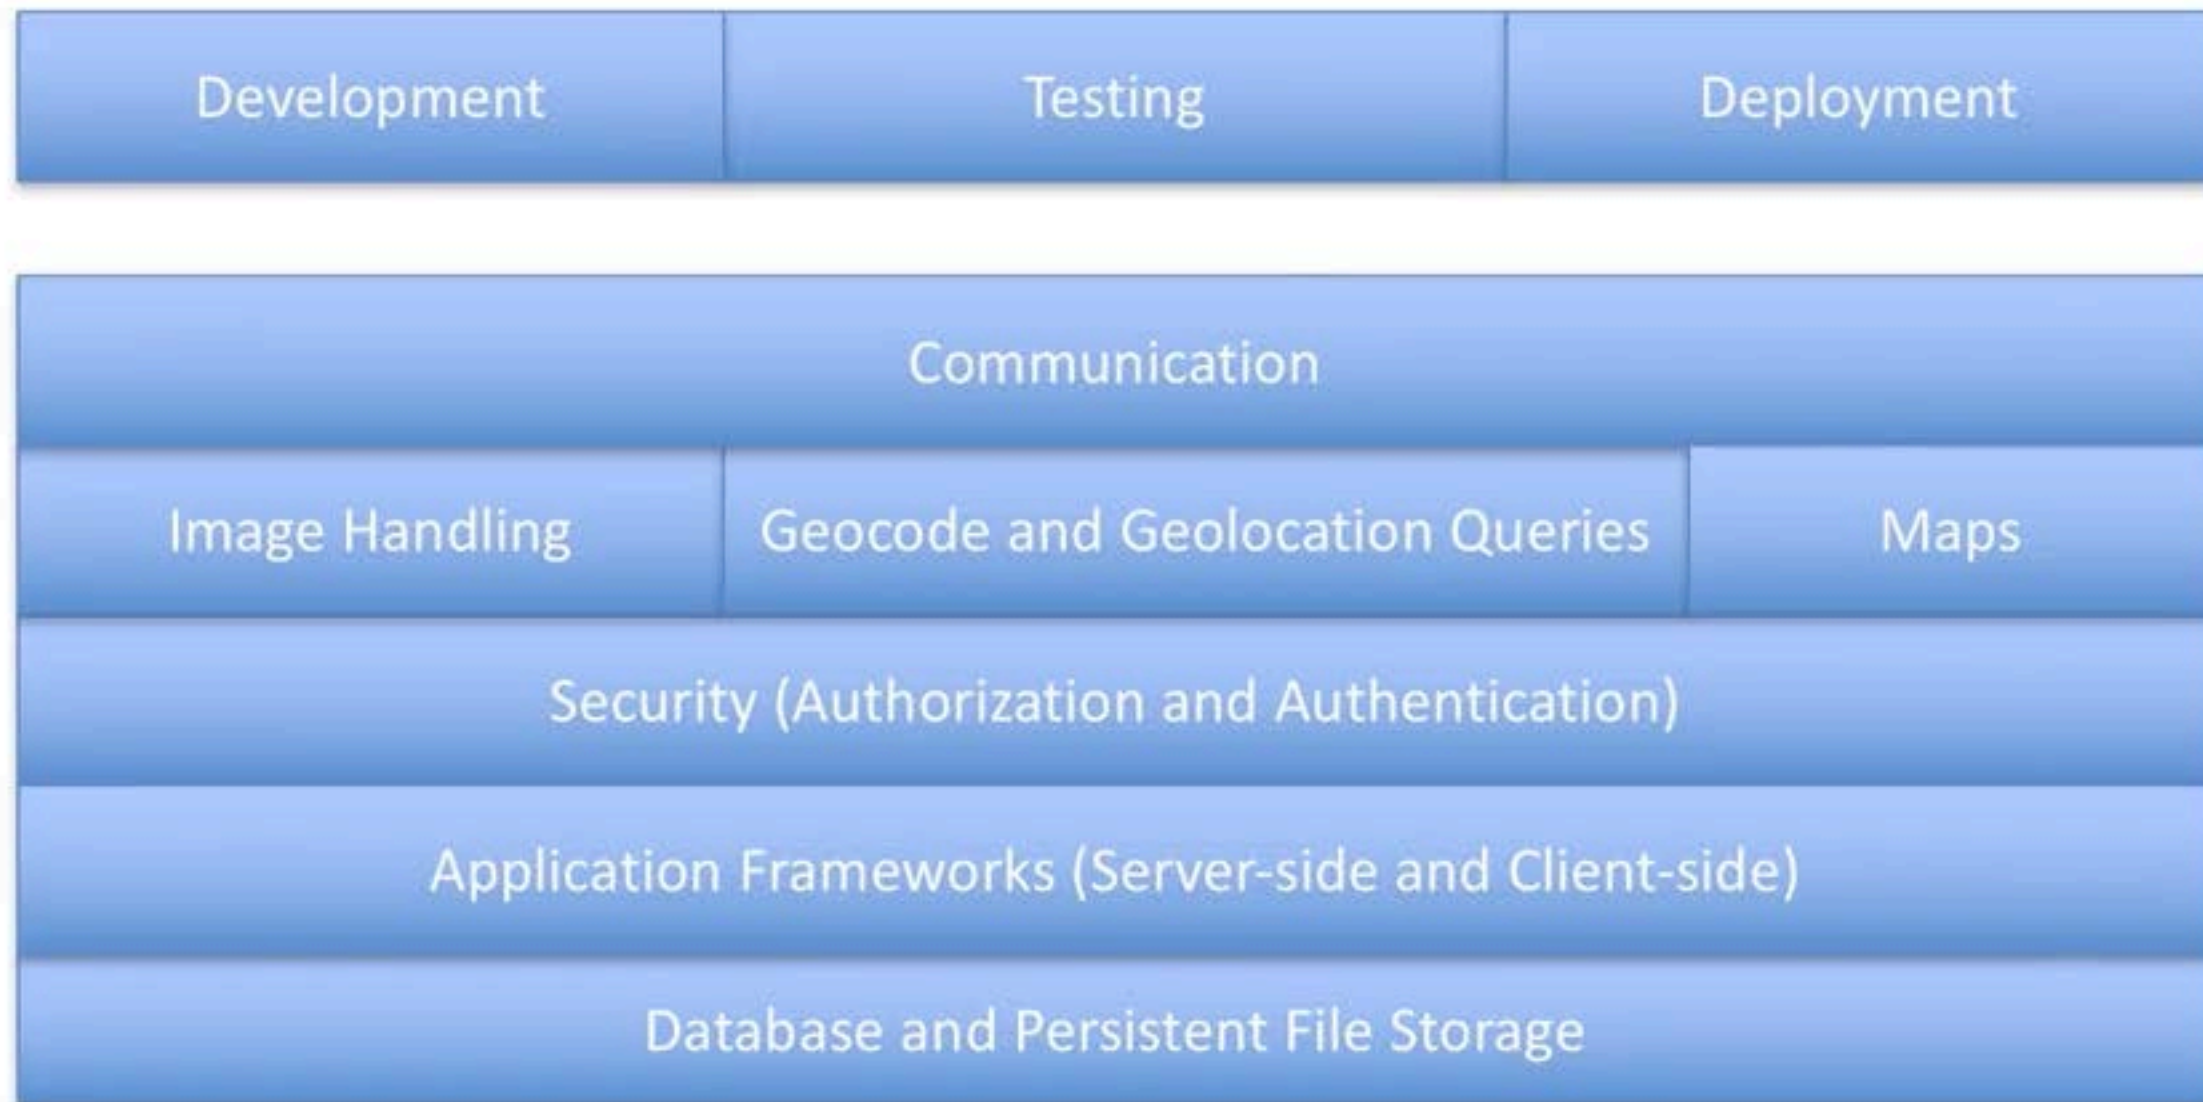 Development
Testing
Deployment
Communication
Image Handling
Geocode and Geolocation Queries
Maps
Security (Authorization and Authentication)
Application Frameworks (Server-side and Client-side)
Database and Persistent File Storage